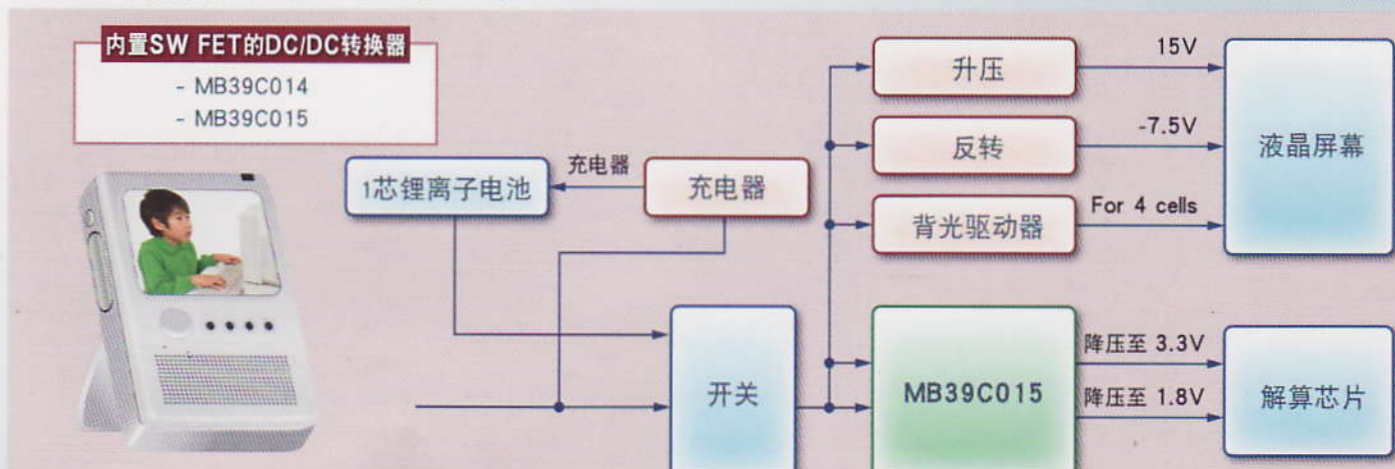 内置SW FET的DC/DC转换器
- MB39C014
- MB39C015
升压
15V
反转
-7.5V
液晶屏幕
1芯锂离子电池
充电器
充电器
背光驱动器
For 4 cells
开关
MB39C015
降压至 3.3V
降压至 1.8V
解算芯片